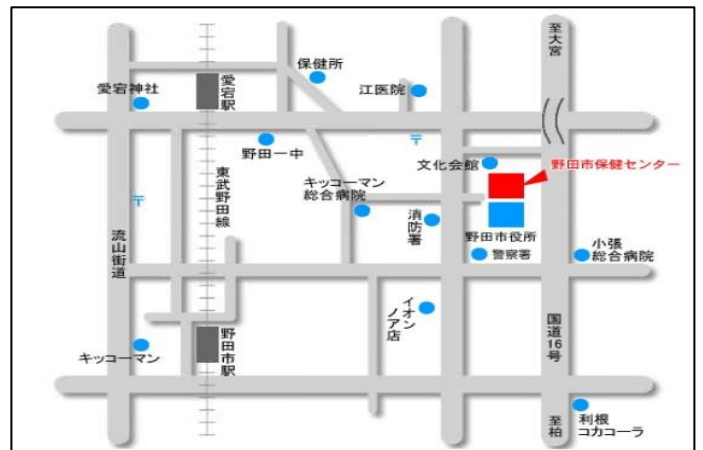 至大宮
保健所
愛宕神社
愛宕駅
江医院
〒
野田一中
文化会館
野田市保健センター
キッコーマン
総合病院
東武野田線
〒
消防署
野田市役所
流山街道
警察署
小張
総合病院
イオン
ノア店
国道16号
キッコーマン
野田市駅
至柏
利根
コカコーラ